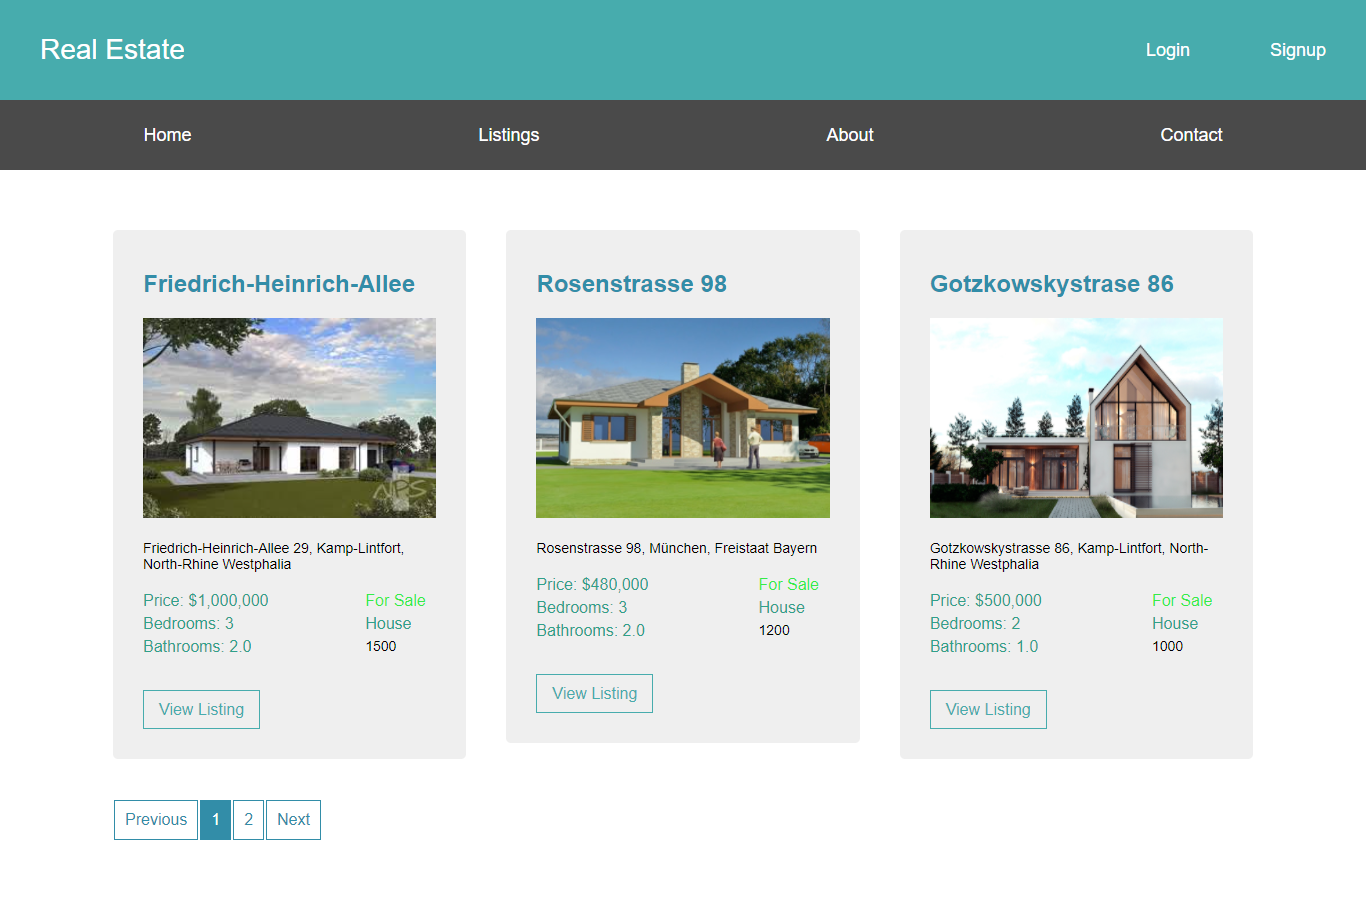 Real Estate
Login
Signup
Home
Listings
About
Contact
Friedrich-Heinrich-Allee
APS
Friedrich-Heinrich-Allee 29, Kamp-Lintfort,
North-Rhine Westphalia
Price: $1,000,000
For Sale
Bedrooms: 3
House
Bathrooms: 2.0
1500
View Listing
Rosenstrasse 98
Rosenstrasse 98, München, Freistaat Bayern
Price: $480,000
For Sale
Bedrooms: 3
House
Bathrooms: 2.0
1200
View Listing
Gotzkowskystrase 86
Gotzkowskystrasse 86, Kamp-Lintfort, North-
Rhine Westphalia
Price: $500,000
For Sale
Bedrooms: 2
House
Bathrooms: 1.0
1000
View Listing
Previous
1
2
Next